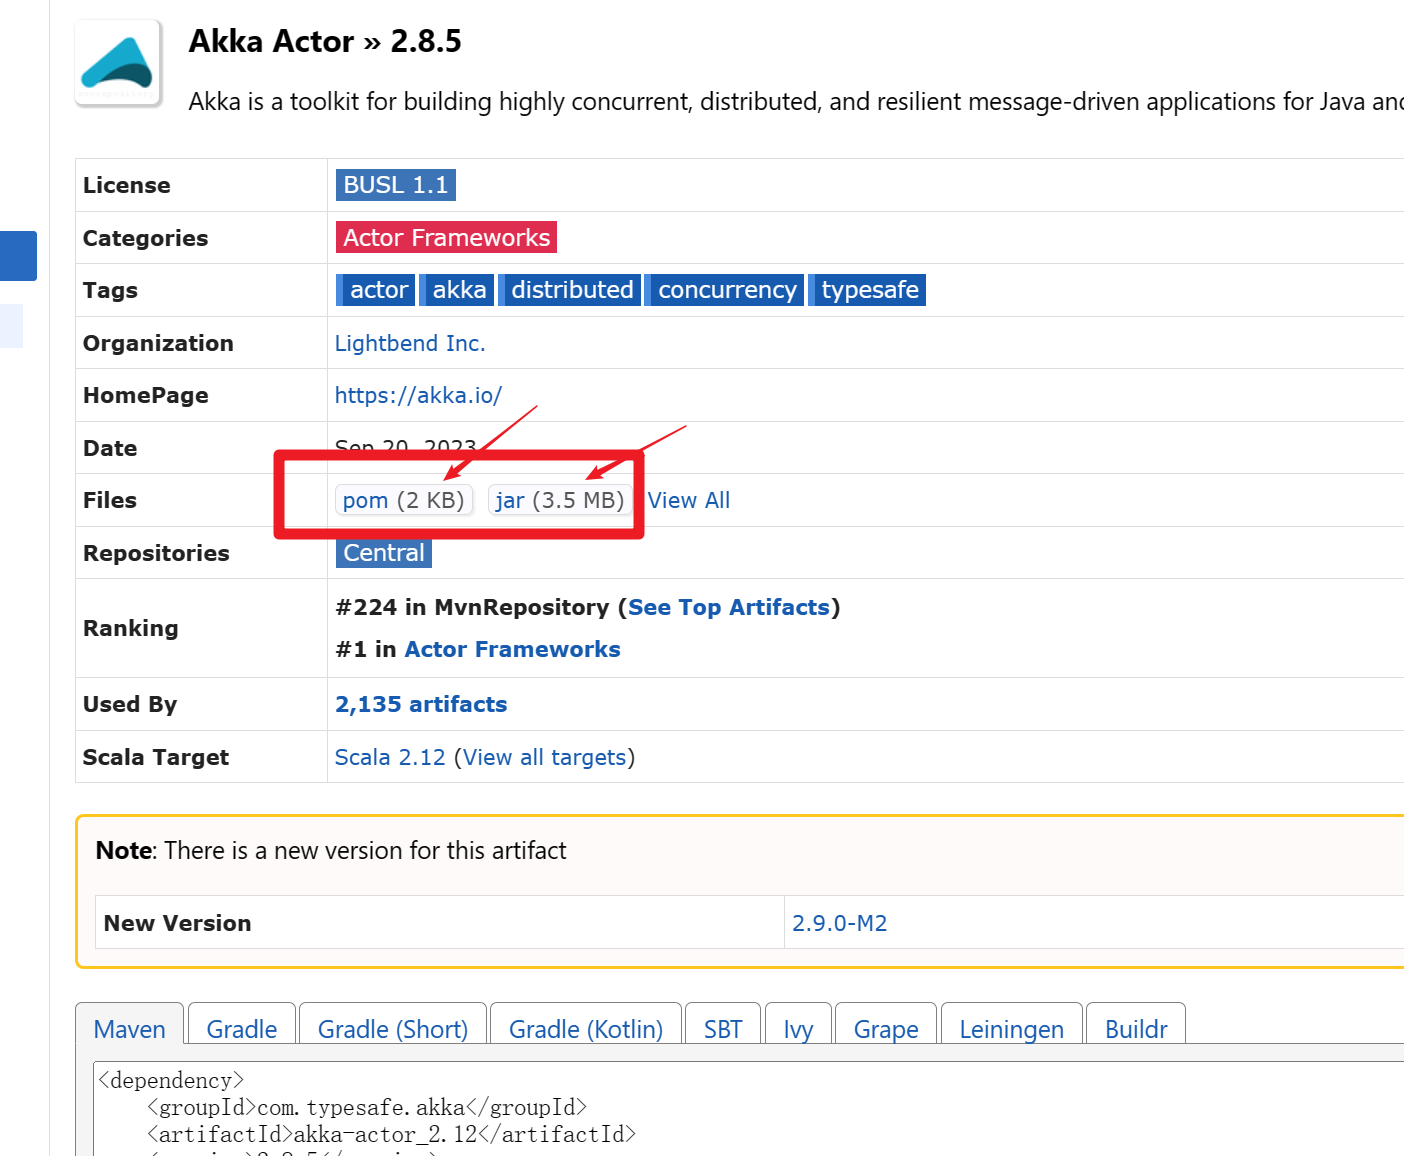 Akka Actor » 2.8.5
Akka is a toolkit for building highly concurrent, distributed, and resilient message-driven applications for Java and
License BUSL 1.1
Categories Actor Frameworks
Tags actor akka distributed concurrency typesafe
Organization Lightbend Inc.
HomePage https://akka.io/
Date Sep 20, 2023
Files pom (2 KB) jar (3.5 MB) View All
Repositories Central
Ranking #224 in MvnRepository (See Top Artifacts)
#1 in Actor Frameworks
Used By 2,135 artifacts
Scala Target Scala 2.12 (View all targets)
Note: There is a new version for this artifact
New Version 2.9.0-M2
Maven Gradle Gradle (Short) Gradle (Kotlin) SBT Ivy Grape Leiningen Buildr
<dependency>
<groupId>com.typesafe.akka</groupId>
<artifactId>akka-actor_2.12</artifactId>